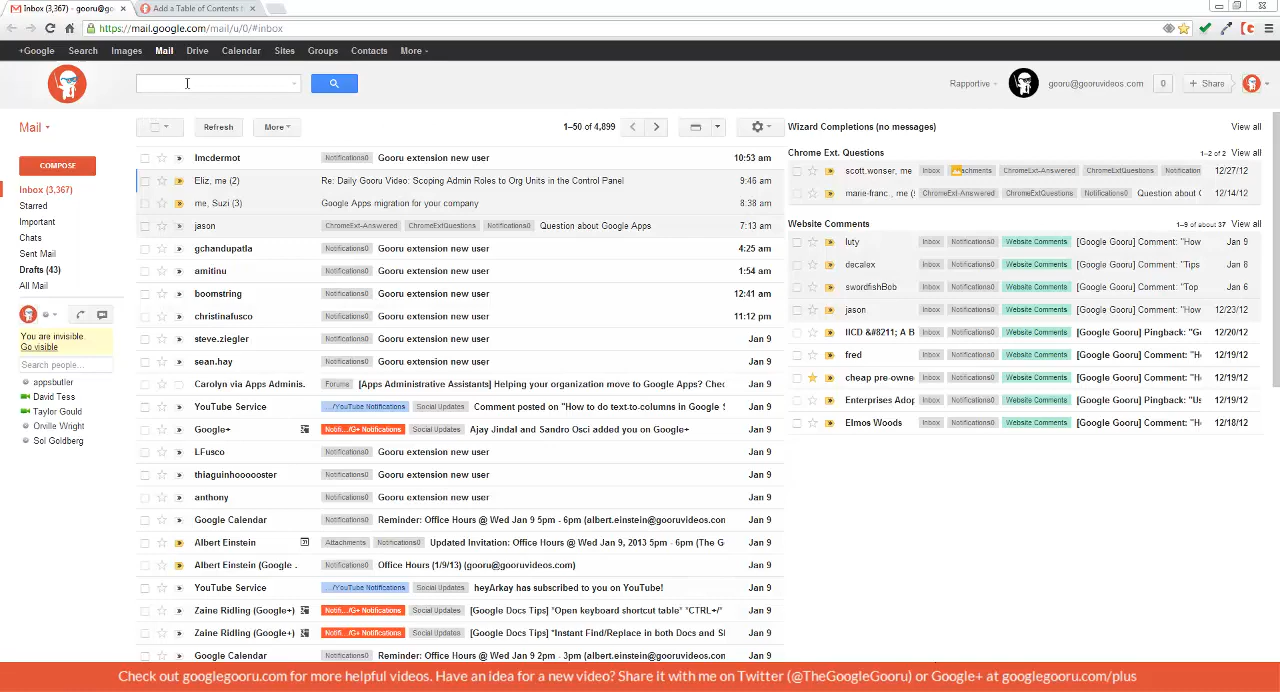 Inbox (3,367) - gooru@go
Add a Table of Contents t
https://mail.google.com/mail/u/0/#inbox
+Google Search Images Mail Drive Calendar Sites Groups Contacts More
Rapportive gooru@gooruvideos.com 0 + Share
Mail
Refresh More 1–50 of 4,899
COMPOSE
Inbox (3,367)
Starred
Important
Chats
Sent Mail
Drafts (43)
All Mail
You are invisible
Go visible
Search people...
appsbutler
David Tess
Taylor Gould
Orville Wright
Sol Goldberg
lmcdermot Notifications0 Gooru extension new user 10:53 am
Eliz, me (2) Re: Daily Gooru Video: Scoping Admin Roles to Org Units in the Control Panel 9:46 am
me, Suzi (3) Google Apps migration for your company 8:38 am
jason ChromeExt-Answered ChromeExtQuestions Notifications0 Question about Google Apps 7:13 am
gchandupatla Notifications0 Gooru extension new user 4:25 am
amitinu Notifications0 Gooru extension new user 1:54 am
boomstring Notifications0 Gooru extension new user 12:41 am
christinafusco Notifications0 Gooru extension new user 11:12 pm
steve.ziegler Notifications0 Gooru extension new user Jan 9
sean.hay Notifications0 Gooru extension new user Jan 9
Carolyn via Apps Adminis. Forums [Apps Administrative Assistants] Helping your organization move to Google Apps? Chec Jan 9
YouTube Service .../YouTube Notifications Social Updates Comment posted on "How to do text-to-columns in Google Jan 9
Google+ Notifi.../G+ Notifications Social Updates Ajay Jindal and Sandro Osci added you on Google+ Jan 9
LFusco Notifications0 Gooru extension new user Jan 9
thiaguinhoooooster Notifications0 Gooru extension new user Jan 9
anthony Notifications0 Gooru extension new user Jan 9
Google Calendar Notifications0 Reminder: Office Hours @ Wed Jan 9 5pm - 6pm (albert.einstein@gooruvideos.con Jan 9
Albert Einstein 31 Attachments Notifications0 Updated Invitation: Office Hours @ Wed Jan 9, 2013 5pm - 6pm (The G Jan 9
Albert Einstein (Google . Notifications0 Office Hours (1/9/13) (gooru@gooruvideos.com) Jan 9
YouTube Service .../YouTube Notifications Social Updates heyArkay has subscribed to you on YouTube! Jan 9
Zaine Ridling (Google+) Notifi.../G+ Notifications Social Updates [Google Docs Tips] "Open keyboard shortcut table" "CTRL+/" Jan 9
Zaine Ridling (Google+) Notifi.../G+ Notifications Social Updates [Google Docs Tips] "Instant Find/Replace in both Docs and Sl Jan 9
Google Calendar Notifications0 Reminder: Office Hours @ Wed Jan 9 2pm - 3pm (albert.einstein@gooruvideos.con Jan 9
Wizard Completions (no messages) View all
Chrome Ext. Questions 1–2 of 2 View all
scott.wonser, me Inbox Attachments ChromeExt-Answered ChromeExtQuestions Notification 12/27/12
marie-franc., me ChromeExt-Answered ChromeExtQuestions Notifications0 Question about 12/14/12
Website Comments 1–9 of about 37 View all
luty Inbox Notifications0 Website Comments [Google Gooru] Comment: "How Jan 9
decalex Inbox Notifications0 Website Comments [Google Gooru] Comment: "Tips Jan 8
swordfishBob Inbox Notifications0 Website Comments [Google Gooru] Comment: "Top Jan 6
jason Inbox Notifications0 Website Comments [Google Gooru] Comment: "How 12/23/12
ICD &#8211; A B Inbox Notifications0 Website Comments [Google Gooru] Pingback: "Go 12/20/12
fred Inbox Notifications0 Website Comments [Google Gooru] Comment: "H 12/19/12
cheap pre-owne Inbox Notifications0 Website Comments [Google Gooru] Comment: "H 12/19/12
Enterprises Adop Inbox Notifications0 Website Comments [Google Gooru] Pingback: "Us 12/19/12
Elmos Woods Inbox Notifications0 Website Comments [Google Gooru] Comment: "H 12/18/12
Check out googlegooru.com for more helpful videos. Have an idea for a new video? Share it with me on Twitter (@TheGoogleGooru) or Google+ at googlegooru.com/plus